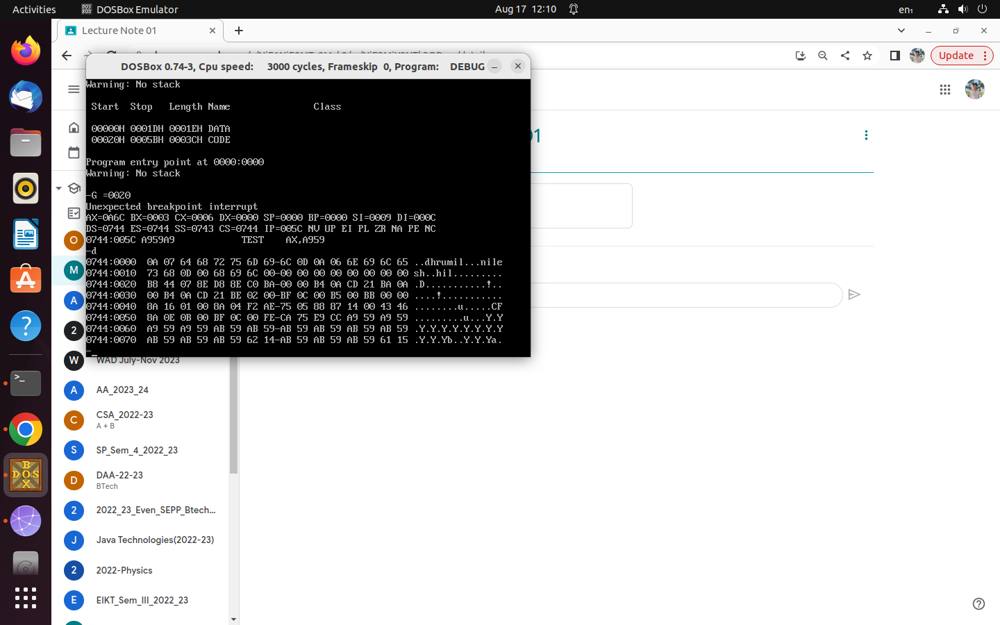 Activities
DOSBox Emulator
Aug 17 12:10
en₁
Lecture Note 01
Update
DOSBox 0.74-3, Cpu speed: 3000 cycles, Frameskip 0, Program: DEBUG
Warning: No stack
Start Stop Length Name Class
00000H 0001DH 0001EH DATA
00020H 0005BH 0003CH CODE
Program entry point at 0000:0000
Warning: No stack
-G =0020
Unexpected breakpoint interrupt
AX=0A6C BX=0003 CX=0006 DX=0000 SP=0000 BP=0000 SI=0009 DI=000C
DS=0744 ES=0744 SS=0743 CS=0744 IP=005C NV UP EI PL ZR NA PE NC
0744:005C A959A9 TEST AX,A959
-d
0744:0000 0A 07 64 68 72 75 6D 69-6C 0D 0A 06 6E 69 6C 65 ..dhrumil...nile
0744:0010 73 68 0D 00 68 69 6C 00-00 00 00 00 00 00 00 00 sh..hil.........
0744:0020 B8 44 07 8E D8 8E C0 BA-00 00 B4 0A CD 21 BA 0A .D...........!..
0744:0030 00 B4 0A CD 21 BE 02 00-BF 0C 00 B5 00 BB 00 00 ....!...........
0744:0040 8A 16 01 00 8A 04 F2 AE-75 05 88 87 14 00 43 46 ........u.....CF
0744:0050 8A 0E 0B 00 BF 0C 00 FE-CA 75 E9 CC A9 59 A9 59 .........u...Y.Y
0744:0060 A9 59 A9 59 AB 59 AB 59-AB 59 AB 59 AB 59 AB 59 .Y.Y.Y.Y.Y.Y.Y.Y
0744:0070 AB 59 AB 59 AB 59 62 14-AB 59 AB 59 AB 59 61 15 .Y.Y.Yb..Y.Y.Ya.
-_
01
O
M
A
2
W WAD July-Nov 2023
A AA_2023_24
C CSA_2022-23
A + B
S SP_Sem_4_2022_23
D DAA-22-23
BTech
2 2022_23_Even_SEPP_Btech...
J Java Technologies(2022-23)
2 2022-Physics
E EIKT_Sem_III_2022_23